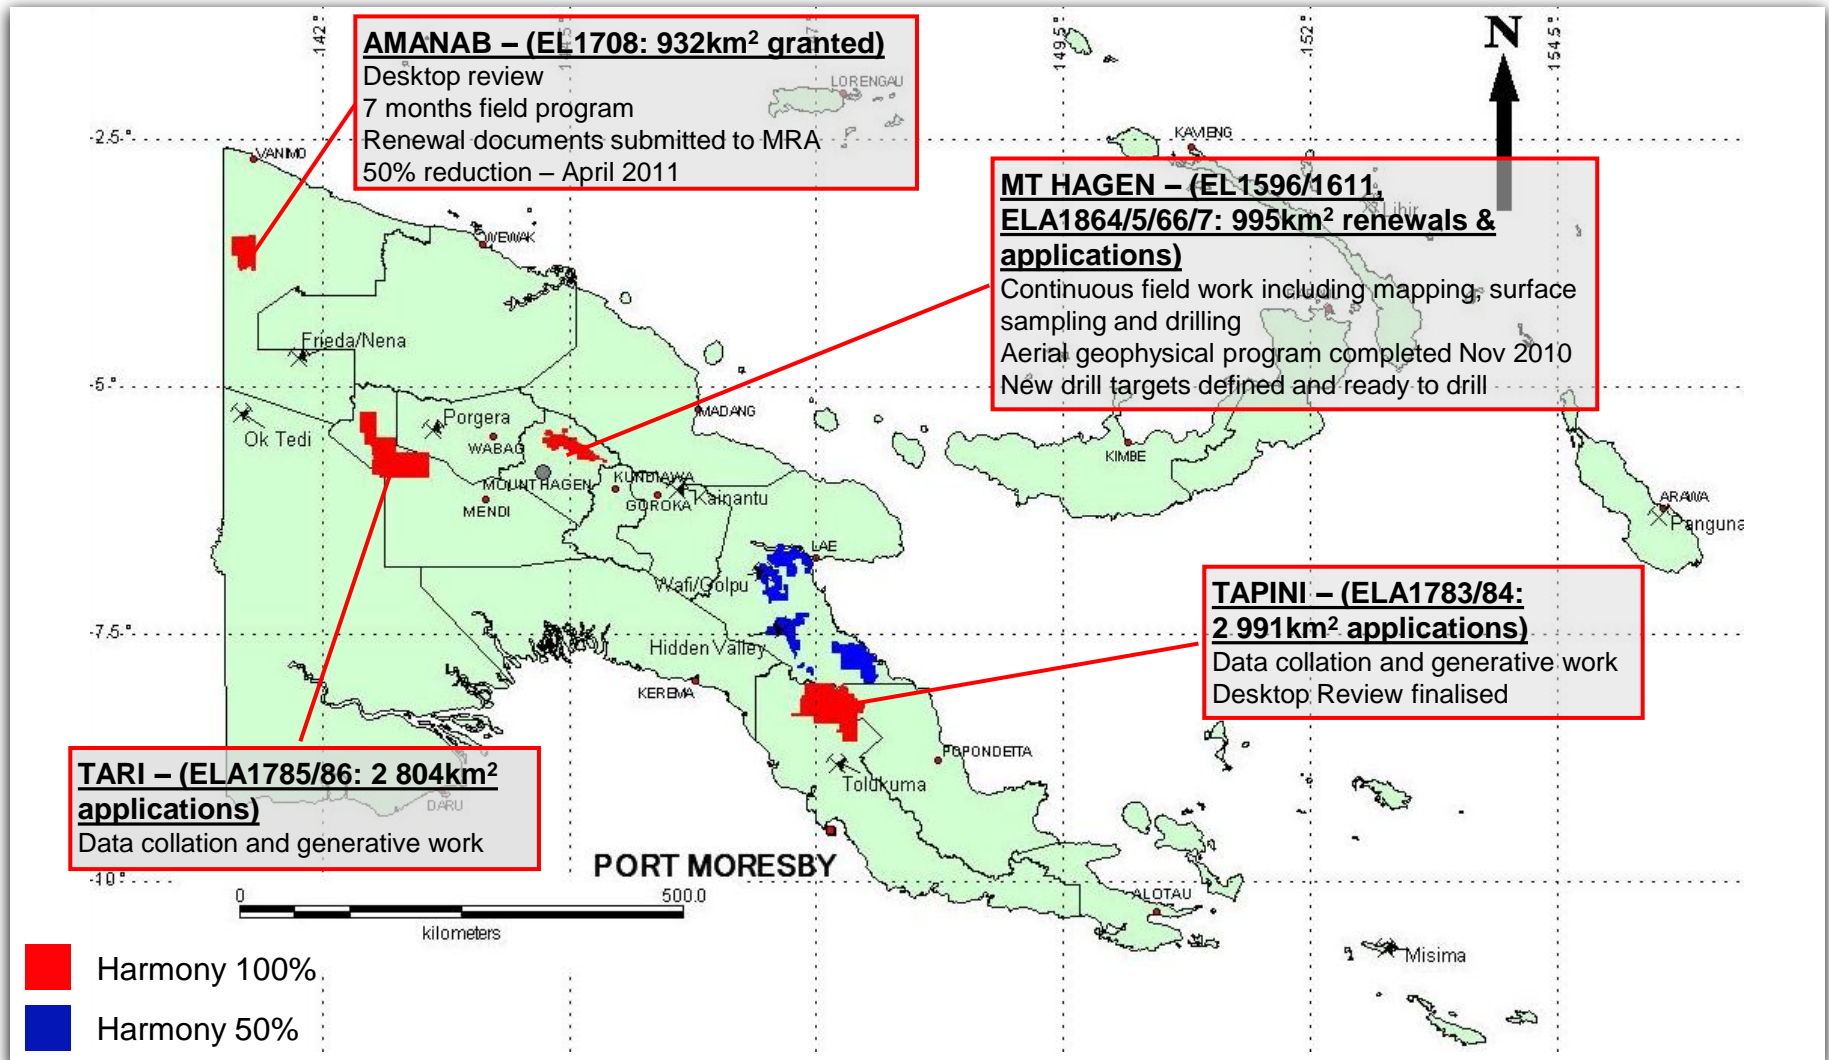 142°
144.5°
147°
149.5°
152°
154.5°
N
AMANAB – (EL1708: 932km² granted)
Desktop review
7 months field program
Renewal documents submitted to MRA
50% reduction – April 2011
LORENGAU
-2.5°
VANIMO
KAVIENG
MT HAGEN – (EL1596/1611,
ELA1864/5/66/7: 995km² renewals &
applications)
Continuous field work including mapping, surface
sampling and drilling
Aerial geophysical program completed Nov 2010
New drill targets defined and ready to drill
Lihir
WEWAK
Frieda/Nena
-5°
Ok Tedi
Porgera
WABAG
MADANG
MOUNT HAGEN
KUNDIAWA
MENDI
GOROKA
Kainantu
KIMBE
ARAWA
Panguna
LAE
Wafi/Golpu
TAPINI – (ELA1783/84:
2 991km² applications)
Data collation and generative work
Desktop Review finalised
-7.5°
Hidden Valley
KEREMA
TARI – (ELA1785/86: 2 804km²
applications)
Data collation and generative work
DARU
POPONDETTA
Tolukuma
PORT MORESBY
-10°
0
500.0
kilometers
ALOTAU
Misima
Harmony 100%
Harmony 50%